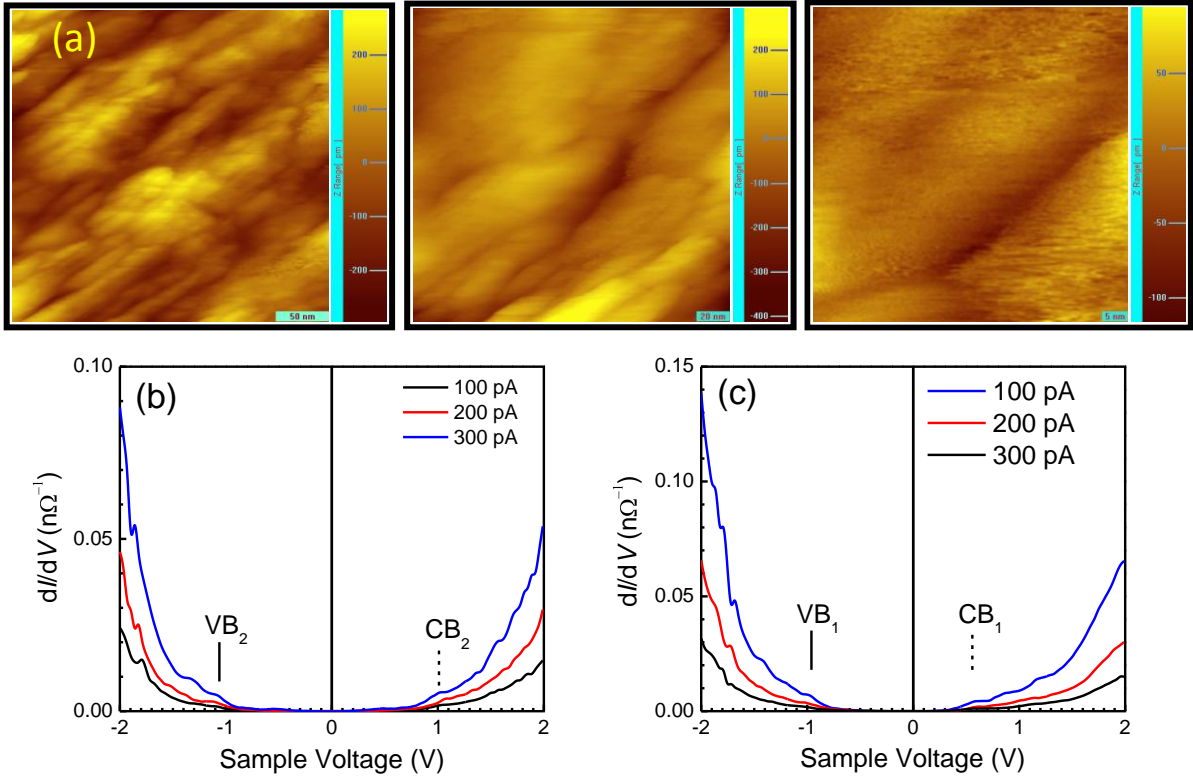 (a)
200
100
0
-100
-200
Z Range[ pm ]
50 nm
200
100
0
-100
-200
-300
-400
Z Range[ pm ]
20 nm
50
0
-50
-100
Z Range[ pm ]
5 nm
(b)
100 pA
200 pA
300 pA
VB₂
CB₂
0.10
0.05
0.00
-2 -1 0 1 2
dI/dV (nΩ⁻¹)
Sample Voltage (V)
(c)
100 pA
200 pA
300 pA
VB₁
CB₁
0.15
0.10
0.05
0.00
-2 -1 0 1 2
dI/dV (nΩ⁻¹)
Sample Voltage (V)